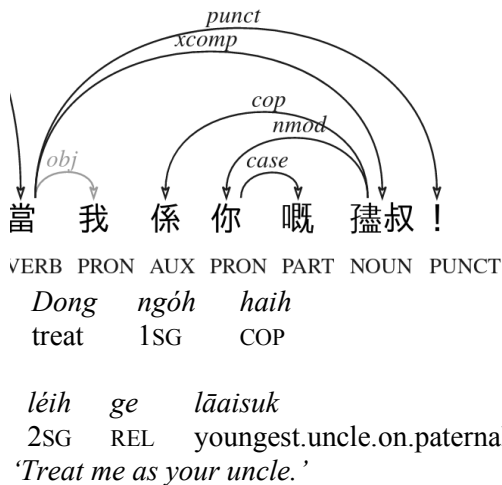 punct
xcomp
cop
nmod
obj case
當 我 係 你 嘅 孻叔 !
VERB PRON AUX PRON PART NOUN PUNCT
Dong ngóh haih
treat 1SG COP
léih ge lāaisuk
2SG REL youngest.uncle.on.paterna
‘Treat me as your uncle.’